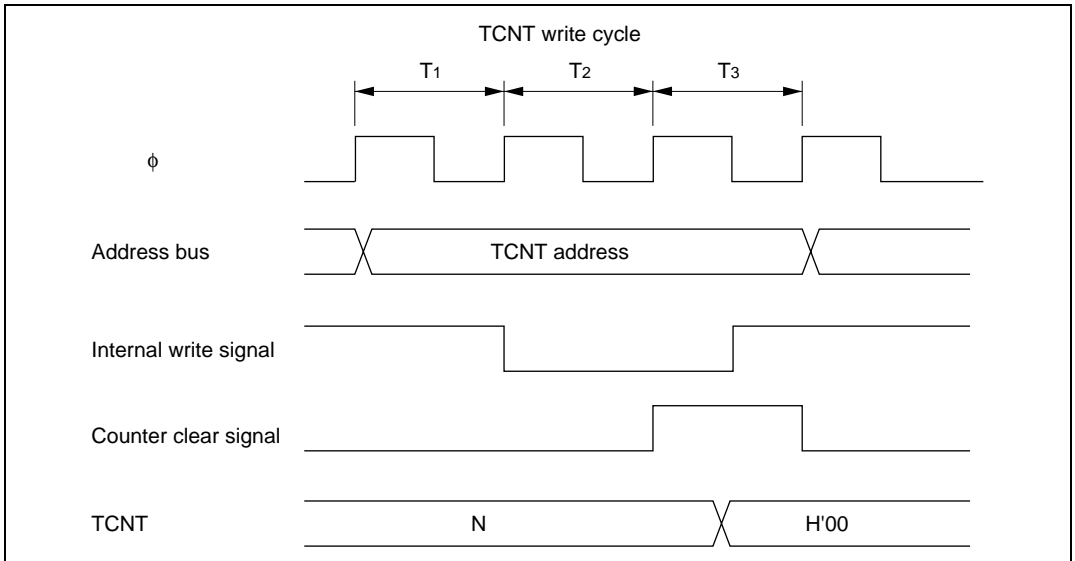 TCNT write cycle
T1 T2 T3
ϕ
Address bus TCNT address
Internal write signal
Counter clear signal
TCNT N H'00